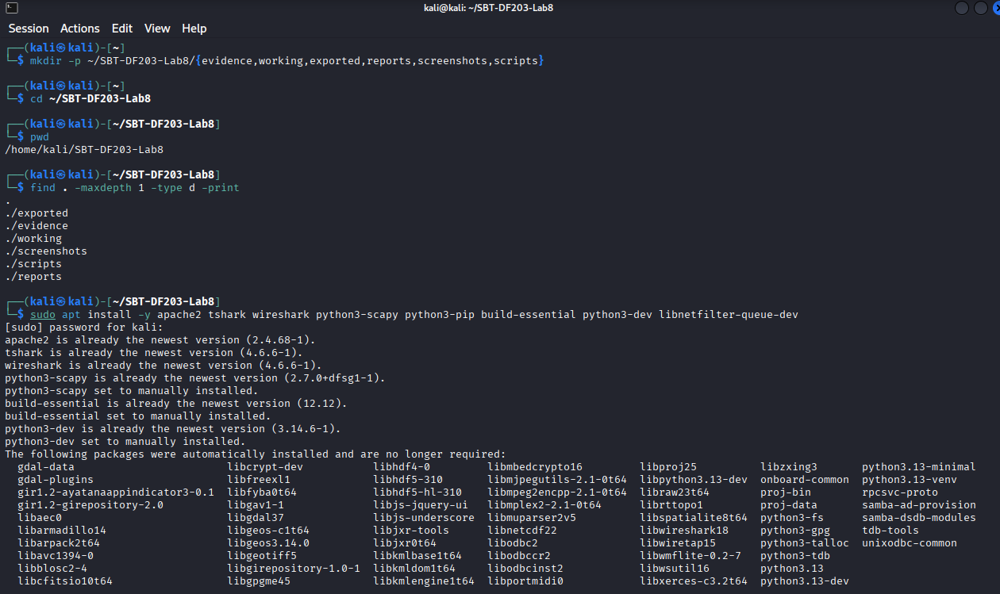 kali@kali: ~/SBT-DF203-Lab8
Session Actions Edit View Help
┌──(kali㉿kali)-[~]
└─$ mkdir -p ~/SBT-DF203-Lab8/{evidence,working,exported,reports,screenshots,scripts}
┌──(kali㉿kali)-[~]
└─$ cd ~/SBT-DF203-Lab8
┌──(kali㉿kali)-[~/SBT-DF203-Lab8]
└─$ pwd
/home/kali/SBT-DF203-Lab8
┌──(kali㉿kali)-[~/SBT-DF203-Lab8]
└─$ find . -maxdepth 1 -type d -print
.
./exported
./evidence
./working
./screenshots
./scripts
./reports
┌──(kali㉿kali)-[~/SBT-DF203-Lab8]
└─$ sudo apt install -y apache2 tshark wireshark python3-scapy python3-pip build-essential python3-dev libnetfilter-queue-dev
[sudo] password for kali:
apache2 is already the newest version (2.4.68-1).
tshark is already the newest version (4.6.6-1).
wireshark is already the newest version (4.6.6-1).
python3-scapy is already the newest version (2.7.0+dfsg1-1).
python3-scapy set to manually installed.
build-essential is already the newest version (12.12).
build-essential set to manually installed.
python3-dev is already the newest version (3.14.6-1).
python3-dev set to manually installed.
The following packages were automatically installed and are no longer required:
gdal-data libcrypt-dev libhdf4-0 libmbedcrypto16 libproj25 libzxing3 python3.13-minimal
gdal-plugins libfreexl1 libhdf5-310 libmjpegutils-2.1-0t64 libpython3.13-dev onboard-common python3.13-venv
gir1.2-ayatanaappindicator3-0.1 libfyba0t64 libhdf5-hl-310 libmpeg2encpp-2.1-0t64 libraw23t64 proj-bin rpcsvc-proto
gir1.2-girepository-2.0 libgav1-1 libjs-jquery-ui libmplex2-2.1-0t64 librttopo1 proj-data samba-ad-provision
libaec0 libgdal37 libjs-underscore libmuparser2v5 libspatialite8t64 python3-fs samba-dsdb-modules
libarmadillo14 libgeos-c1t64 libjxr-tools libnetcdf22 libwireshark18 python3-gpg tdb-tools
libarpack2t64 libgeos3.14.0 libjxr0t64 libodbc2 libwiretap15 python3-talloc unixodbc-common
libavc1394-0 libgeotiff5 libkmlbase1t64 libodbccr2 libwmflite-0.2-7 python3-tdb
libblosc2-4 libgirepository-1.0-1 libkmldom1t64 libodbcinst2 libwsutil16 python3.13
libcfitsio10t64 libgpgme45 libkmlengine1t64 libportmidi0 libxerces-c3.2t64 python3.13-dev